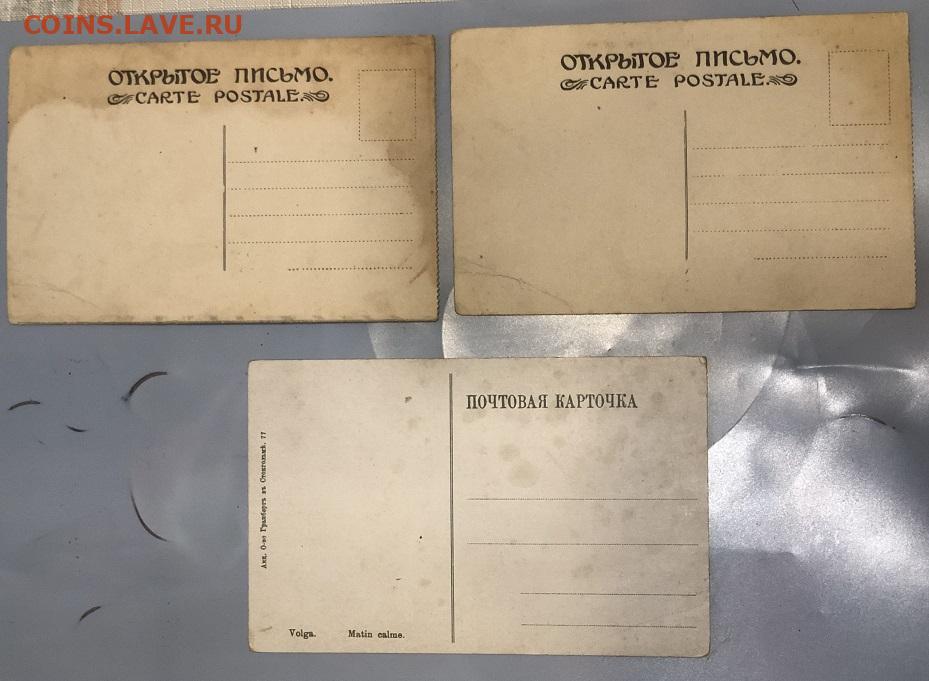 COINS.LAVE.RU
ОТКРЫТОЕ ПИСЬМО.
CARTE POSTALE.
ОТКРЫТОЕ ПИСЬМО.
CARTE POSTALE.
ПОЧТОВАЯ КАРТОЧКА
Акц. О-во Гранбергъ въ Стокгольмѣ. 77
Volga. Matin calme.